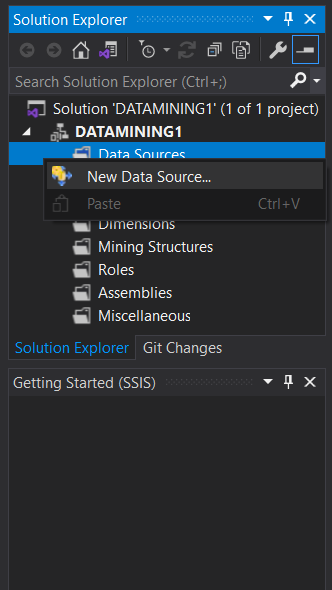 Solution Explorer
Search Solution Explorer (Ctrl+;)
Solution 'DATAMINING1' (1 of 1 project)
DATAMINING1
Data Sources
New Data Source...
Paste Ctrl+V
Dimensions
Mining Structures
Roles
Assemblies
Miscellaneous
Solution Explorer Git Changes
Getting Started (SSIS)